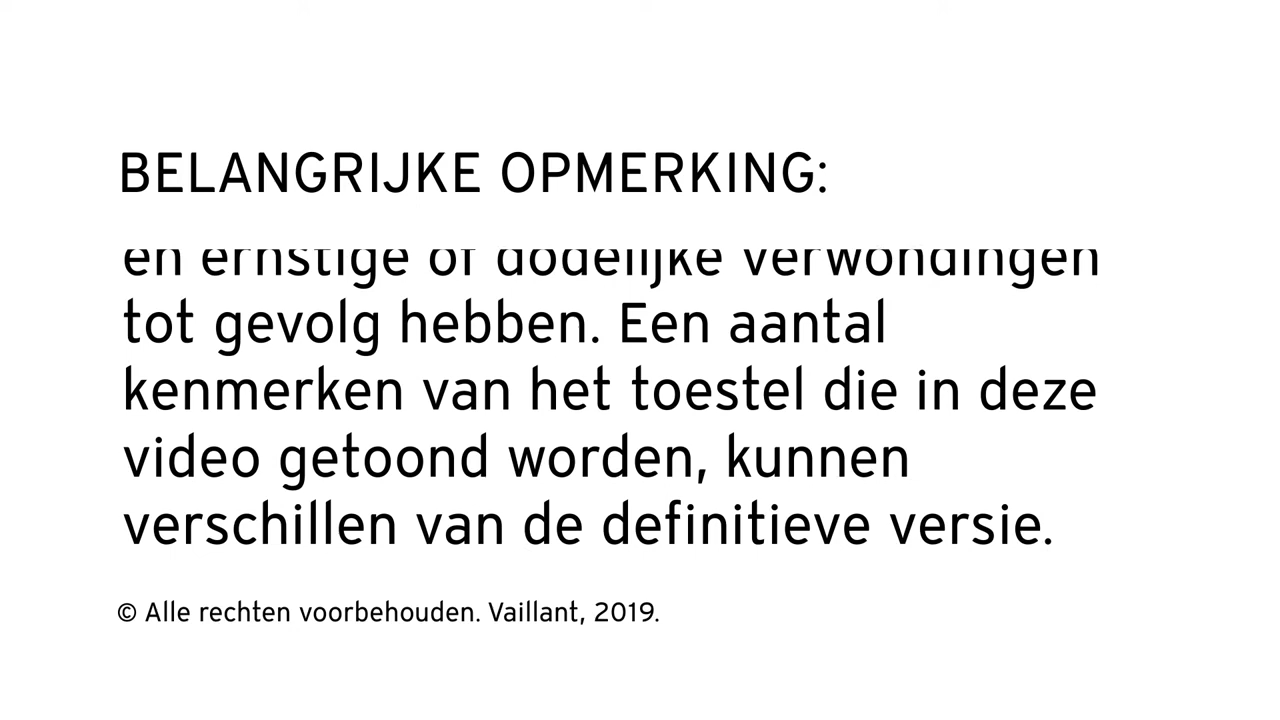 BELANGRIJKE OPMERKING:
en ernstige of dodelijke verwondingen
tot gevolg hebben. Een aantal
kenmerken van het toestel die in deze
video getoond worden, kunnen
verschillen van de definitieve versie.
© Alle rechten voorbehouden. Vaillant, 2019.